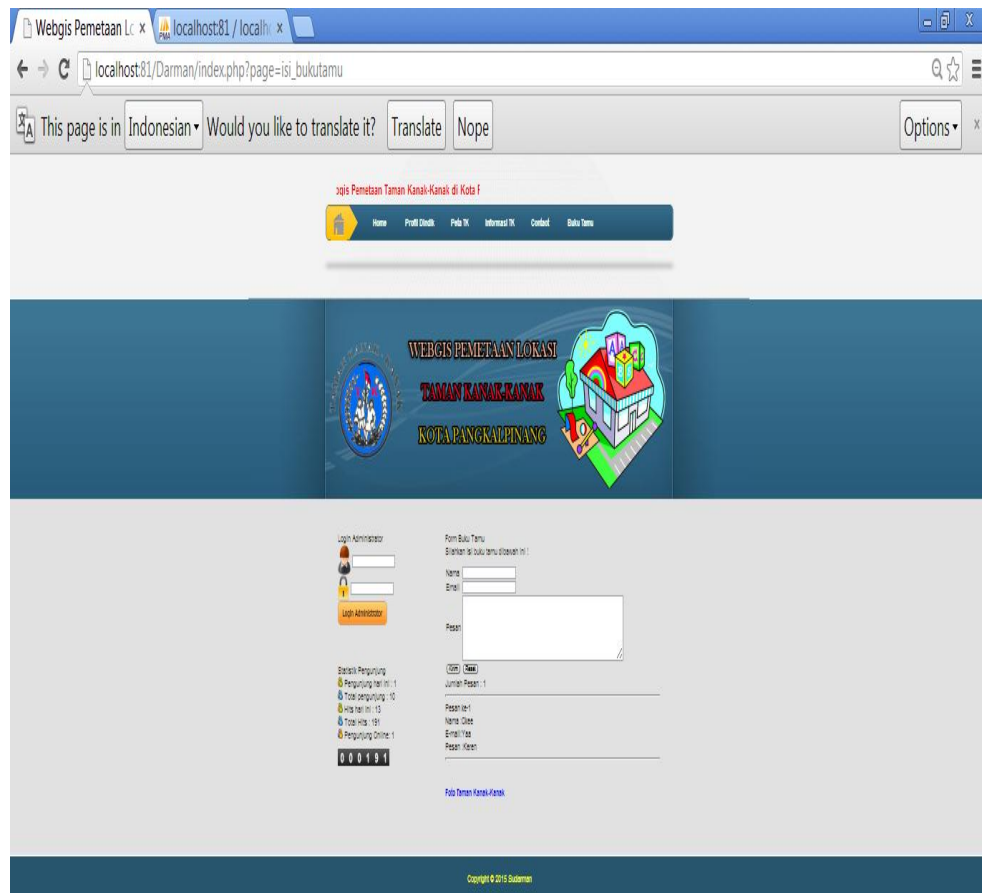 Webgis Pemetaan Lo
localhost:81 / localho
localhost:81/Darman/index.php?page=isi_bukutamu
This page is in Indonesian Would you like to translate it? Translate Nope Options
ogis Pemetaan Taman Kanak-Kanak di Kota P
Home Profil Dindik Peta TK Informasi TK Contact Buku Tamu
WEBGIS PEMETAAN LOKASI
TAMAN KANAK-KANAK
KOTA PANGKALPINANG
Login Administrator
Login Administrator
Statistik Pengunjung
Pengunjung hari ini : 1
Total pengunjung : 10
Hits hari ini : 13
Total Hits : 191
Pengunjung Online: 1
000191
Form Buku Tamu
Silahkan isi buku tamu dibawah ini !
Nama
Email
Pesan
Kirim Reset
Jumlah Pesan : 1
Pesan ke-1
Nama :Okee
E-mail:Yaa
Pesan :Keren
Foto Taman Kanak-Kanak
Copyright © 2015 Sudarman